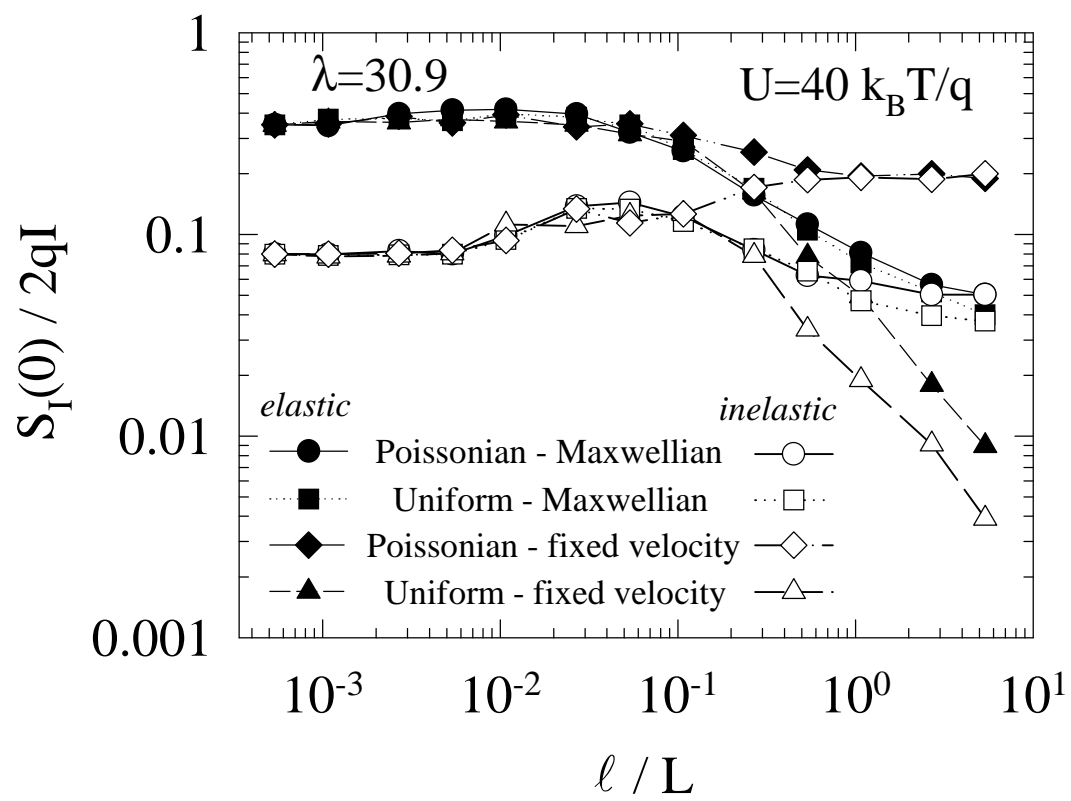 1
λ=30.9
U=40 k_BT/q
0.1
S_I(0) / 2qI
elastic
inelastic
0.01
Poissonian - Maxwellian
Uniform - Maxwellian
Poissonian - fixed velocity
Uniform - fixed velocity
0.001
10^-3 10^-2 10^-1 10^0 10^1
ℓ / L